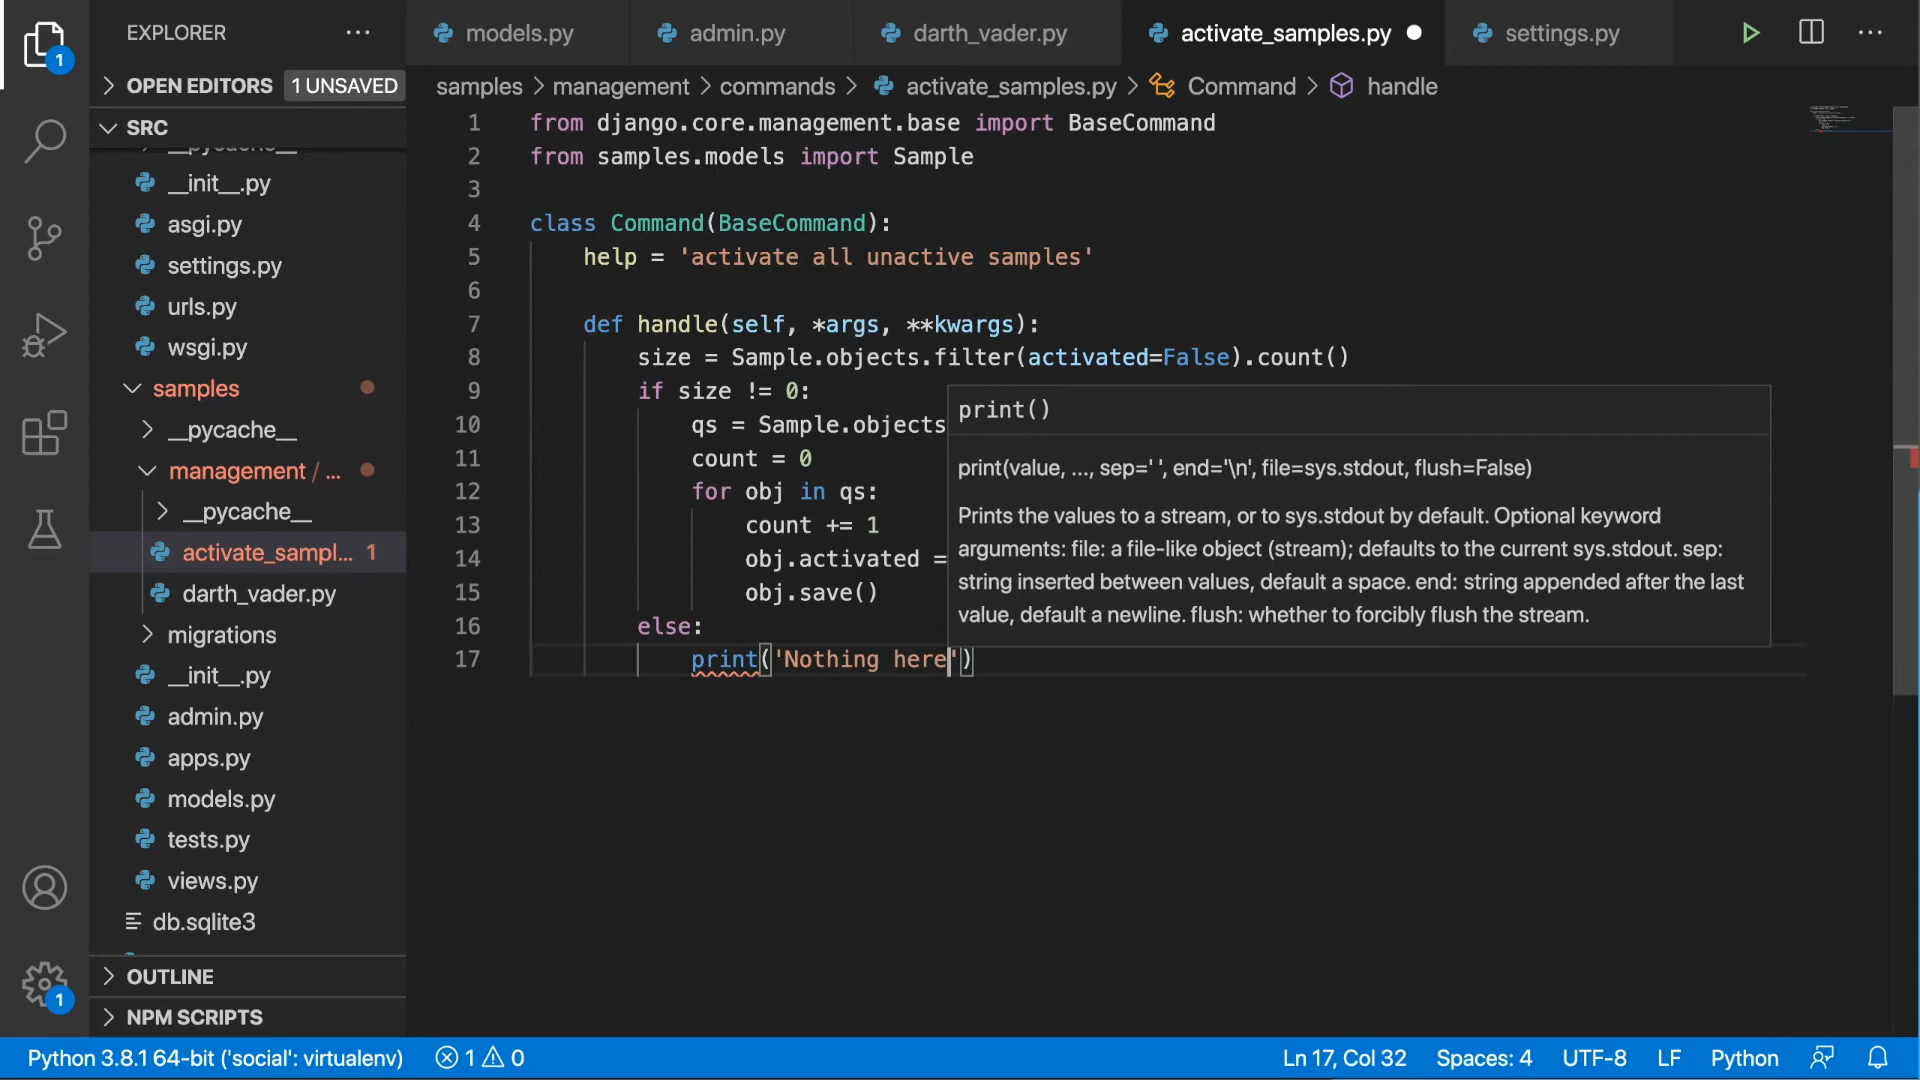 EXPLORER
models.py
admin.py
darth_vader.py
activate_samples.py
settings.py
1
OPEN EDITORS
1 UNSAVED
samples > management > commands > activate_samples.py > Command > handle
SRC
__pycache__
__init__.py
asgi.py
settings.py
urls.py
wsgi.py
samples
__pycache__
management / ...
__pycache__
activate_sampl... 1
darth_vader.py
migrations
__init__.py
admin.py
apps.py
models.py
tests.py
views.py
db.sqlite3
OUTLINE
NPM SCRIPTS
1
1 from django.core.management.base import BaseCommand
2 from samples.models import Sample
3
4 class Command(BaseCommand):
5 help = 'activate all unactive samples'
6
7 def handle(self, *args, **kwargs):
8 size = Sample.objects.filter(activated=False).count()
9 if size != 0:
10 qs = Sample.objects
11 count = 0
12 for obj in qs:
13 count += 1
14 obj.activated =
15 obj.save()
16 else:
17 print('Nothing here')
print()
print(value, ..., sep=' ', end='\n', file=sys.stdout, flush=False)
Prints the values to a stream, or to sys.stdout by default. Optional keyword
arguments: file: a file-like object (stream); defaults to the current sys.stdout. sep:
string inserted between values, default a space. end: string appended after the last
value, default a newline. flush: whether to forcibly flush the stream.
Python 3.8.1 64-bit ('social': virtualenv)
1
0
Ln 17, Col 32
Spaces: 4
UTF-8
LF
Python